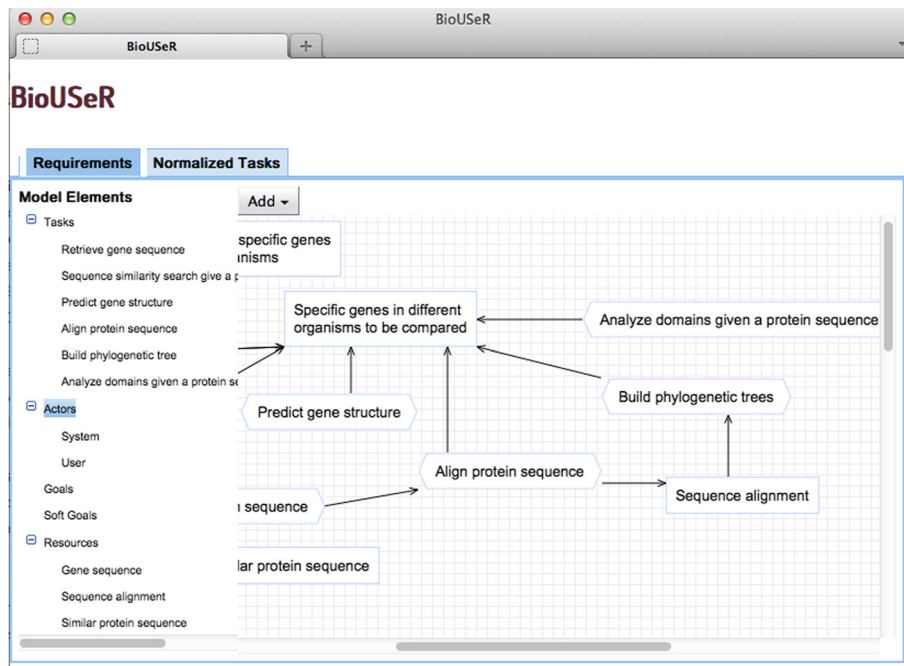 BioUSeR
BioUSeR
BioUSeR
Requirements
Normalized Tasks
Model Elements
Tasks
Retrieve gene sequence
Sequence similarity search give a
Predict gene structure
Align protein sequence
Build phylogenetic tree
Analyze domains given a protein
Actors
System
User
Goals
Soft Goals
Resources
Gene sequence
Sequence alignment
Similar protein sequence
Add
specific genes
Specific genes in different
organisms to be compared
Analyze domains given a protein sequence
Predict gene structure
Build phylogenetic trees
Align protein sequence
sequence
Sequence alignment
protein sequence